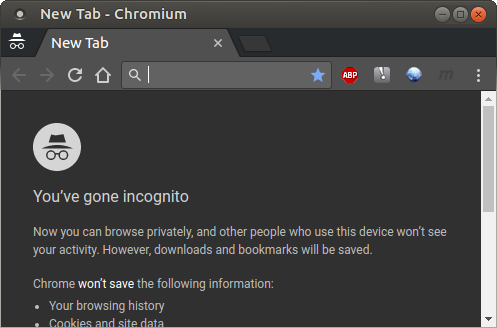 New Tab - Chromium
New Tab
ABP
m
You've gone incognito
Now you can browse privately, and other people who use this device won't see
your activity. However, downloads and bookmarks will be saved.
Chrome won't save the following information:
• Your browsing history
• Cookies and site data